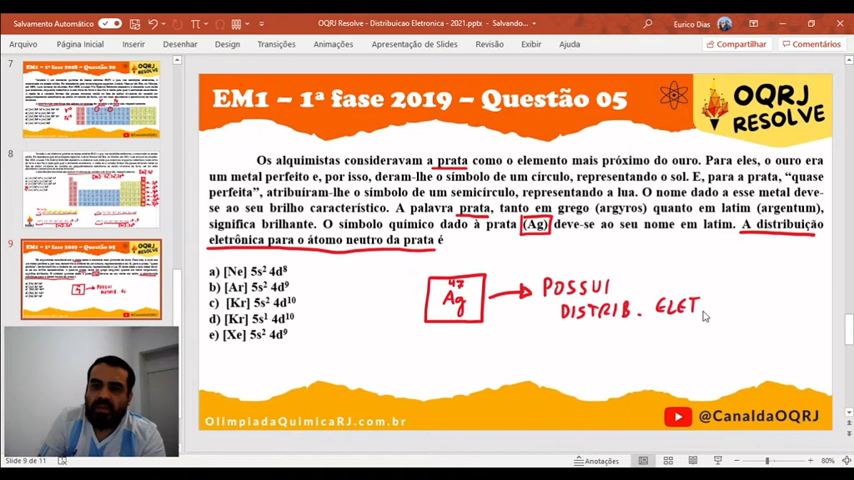 Salvamento Automático
OQRJ Resolve - Distribuicao Eletronica - 2021.pptx - Salvando...
Eurico Dias
Arquivo
Página Inicial
Inserir
Desenhar
Design
Transições
Animações
Apresentação de Slides
Revisão
Exibir
Ajuda
Compartilhar
Comentários
7
EM1 – 1ª fase 2018 – Questão 20
8
9
EM1 – 1ª fase 2019 – Questão 05
EM1 – 1ª fase 2019 – Questão 05
OQRJ
RESOLVE
Os alquimistas consideravam a prata como o elemento mais próximo do ouro. Para eles, o ouro era
um metal perfeito e, por isso, deram-lhe o símbolo de um círculo, representando o sol. E, para a prata, “quase
perfeita”, atribuíram-lhe o símbolo de um semicírculo, representando a lua. O nome dado a esse metal deve-
se ao seu brilho característico. A palavra prata, tanto em grego (argyros) quanto em latim (argentum),
significa brilhante. O símbolo químico dado à prata (Ag) deve-se ao seu nome em latim. A distribuição
eletrônica para o átomo neutro da prata é
a) [Ne] 5s² 4d⁸
b) [Ar] 5s² 4d⁹
c) [Kr] 5s² 4d¹⁰
d) [Kr] 5s¹ 4d¹⁰
e) [Xe] 5s² 4d⁹
47
Ag
POSSUI
DISTRIB. ELET
OlimpiadaQuimicaRJ.com.br
@CanaldaOQRJ
Slide 9 de 11
Anotações
80%